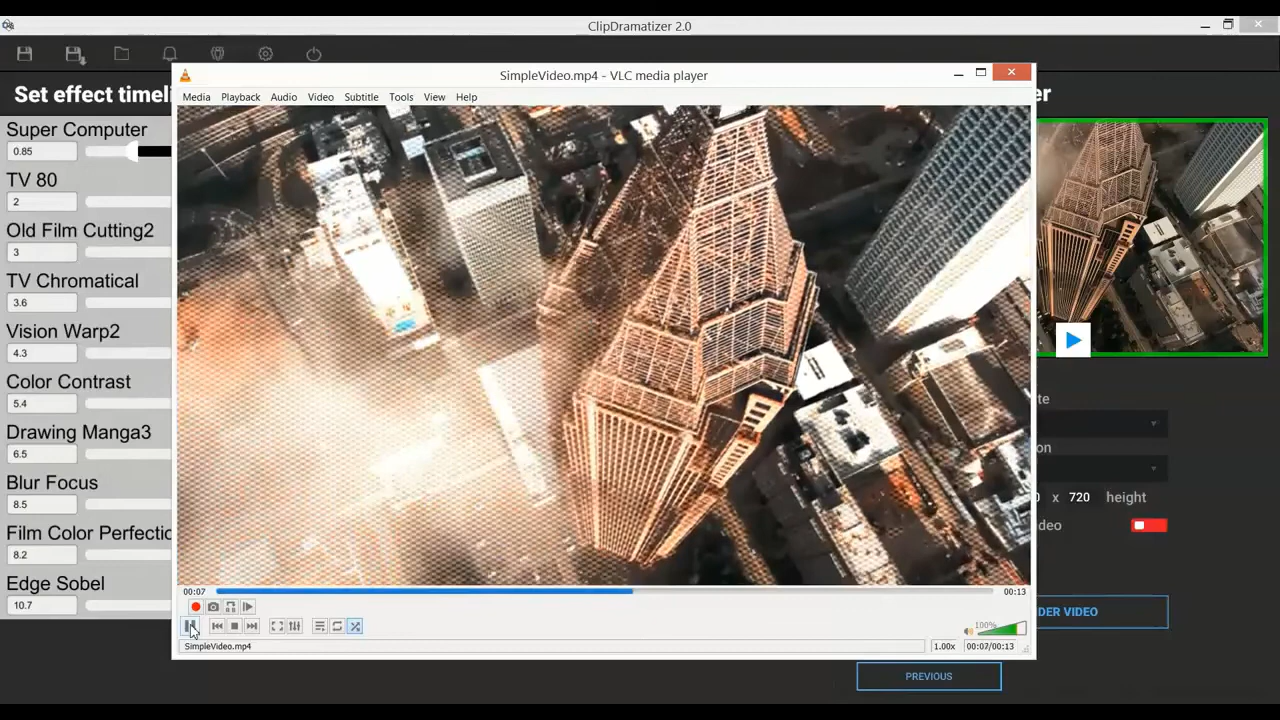 ClipDramatizer 2.0
SimpleVideo.mp4 - VLC media player
Media Playback Audio Video Subtitle Tools View Help
Set effect timeli
er
Super Computer
0.85
TV 80
2
Old Film Cutting2
3
TV Chromatical
3.6
Vision Warp2
4.3
Color Contrast
5.4
Drawing Manga3
6.5
Blur Focus
8.5
Film Color Perfectio
8.2
Edge Sobel
10.7
te
on
0 x 720 height
deo
DER VIDEO
PREVIOUS
00:07
00:13
100%
SimpleVideo.mp4
1.00x
00:07/00:13